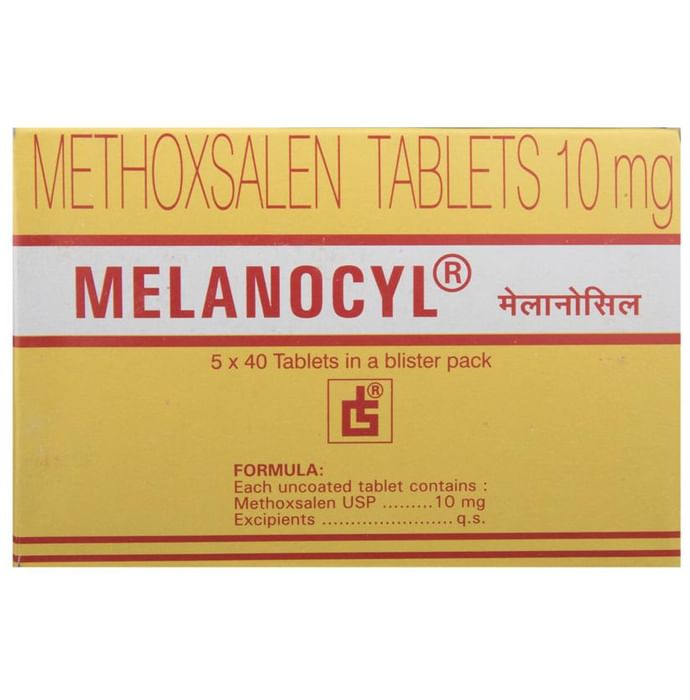 METHOXSALEN TABLETS 10 mg
MELANOCYL® मेलानोसिल
5 x 40 Tablets in a blister pack
®
FORMULA:
Each uncoated tablet contains :
Methoxsalen USP .........10 mg
Excipients ....................... q.s.